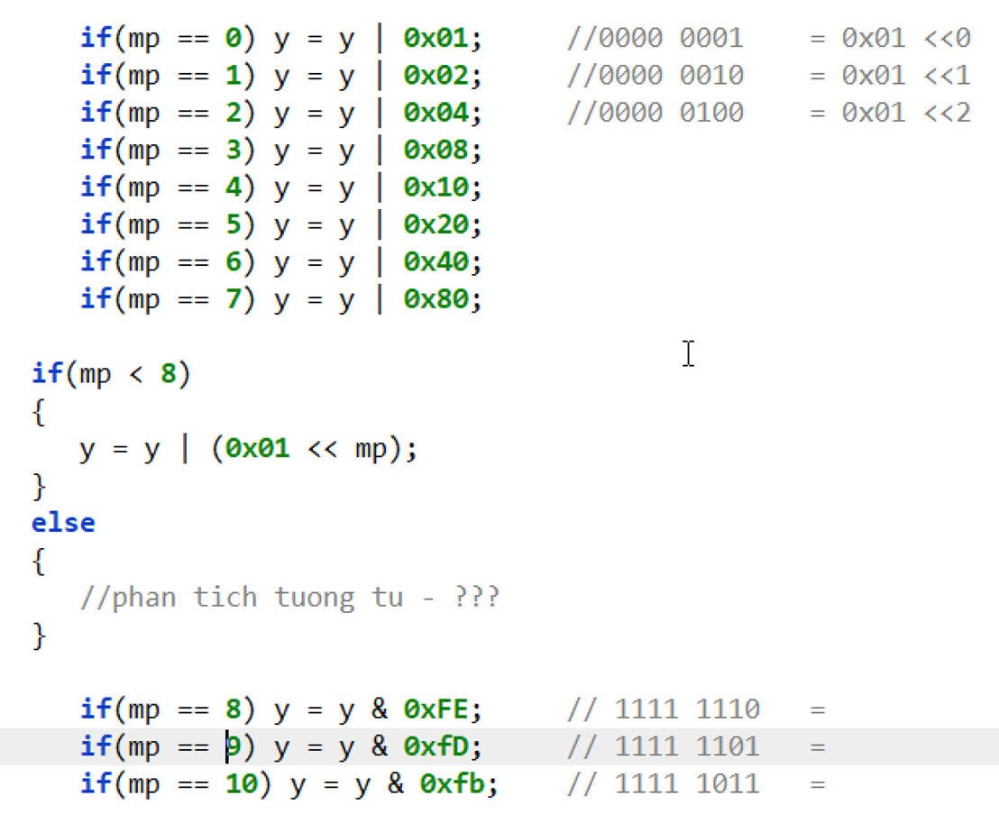 if(mp == 0) y = y | 0x01; //0000 0001 = 0x01 <<0
if(mp == 1) y = y | 0x02; //0000 0010 = 0x01 <<1
if(mp == 2) y = y | 0x04; //0000 0100 = 0x01 <<2
if(mp == 3) y = y | 0x08;
if(mp == 4) y = y | 0x10;
if(mp == 5) y = y | 0x20;
if(mp == 6) y = y | 0x40;
if(mp == 7) y = y | 0x80;
if(mp < 8)
{
y = y | (0x01 << mp);
}
else
{
//phan tich tuong tu - ???
}
if(mp == 8) y = y & 0xFE; // 1111 1110 =
if(mp == 9) y = y & 0xfD; // 1111 1101 =
if(mp == 10) y = y & 0xfb; // 1111 1011 =